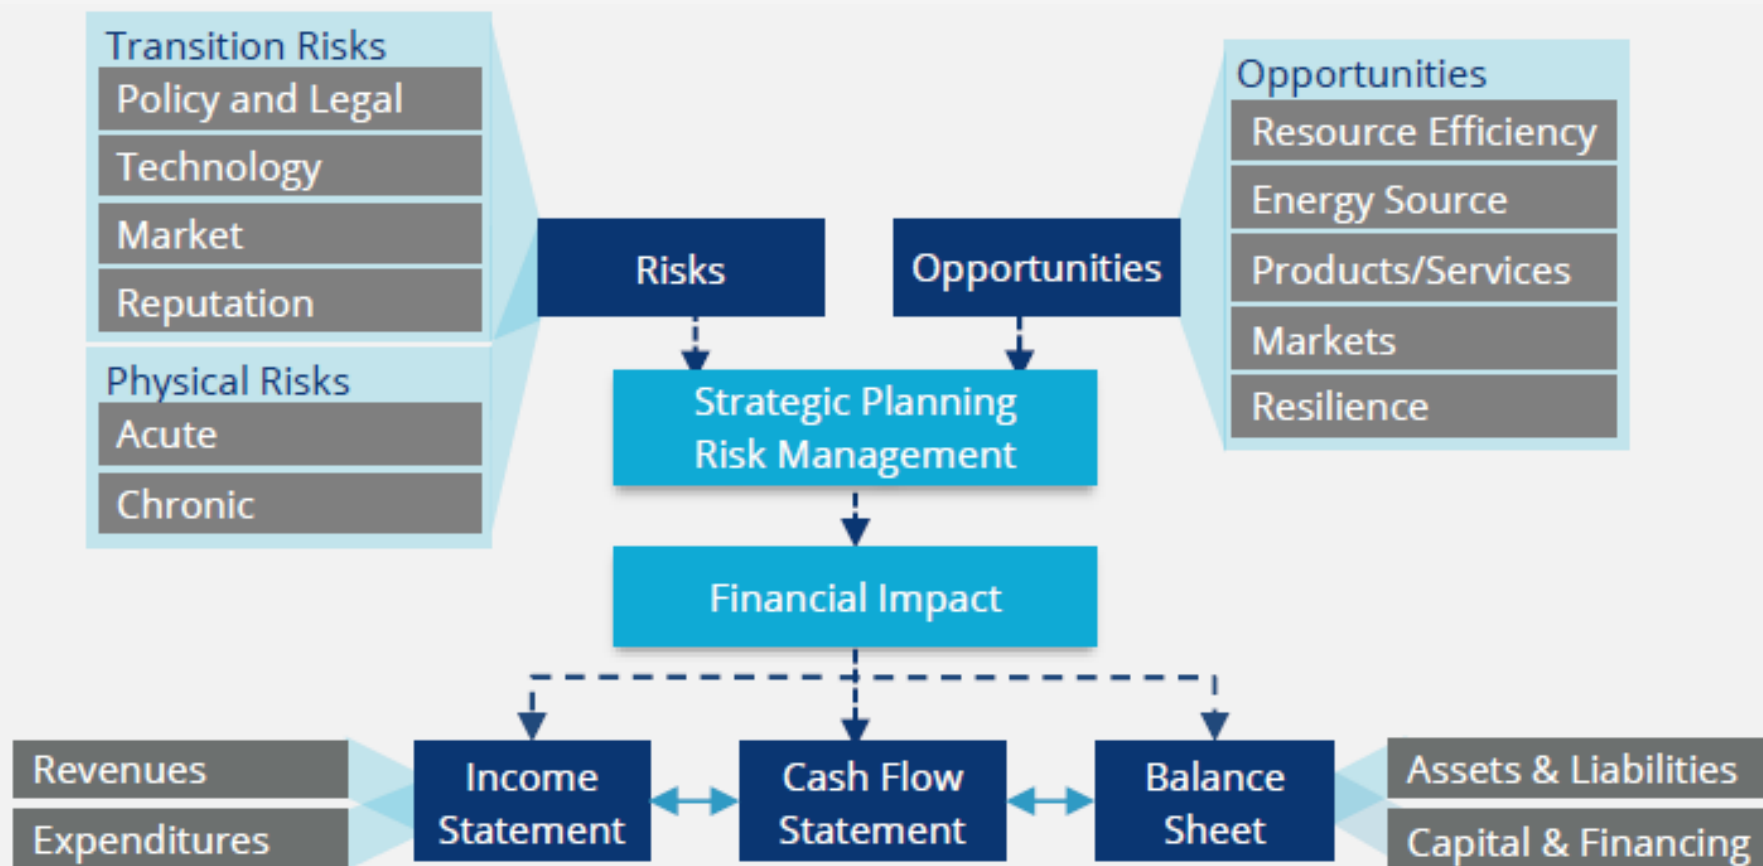 Transition Risks
Policy and Legal
Technology
Market
Reputation
Physical Risks
Acute
Chronic
Risks
Opportunities
Opportunities
Resource Efficiency
Energy Source
Products/Services
Markets
Resilience
Strategic Planning
Risk Management
Financial Impact
Revenues
Expenditures
Income
Statement
Cash Flow
Statement
Balance
Sheet
Assets & Liabilities
Capital & Financing